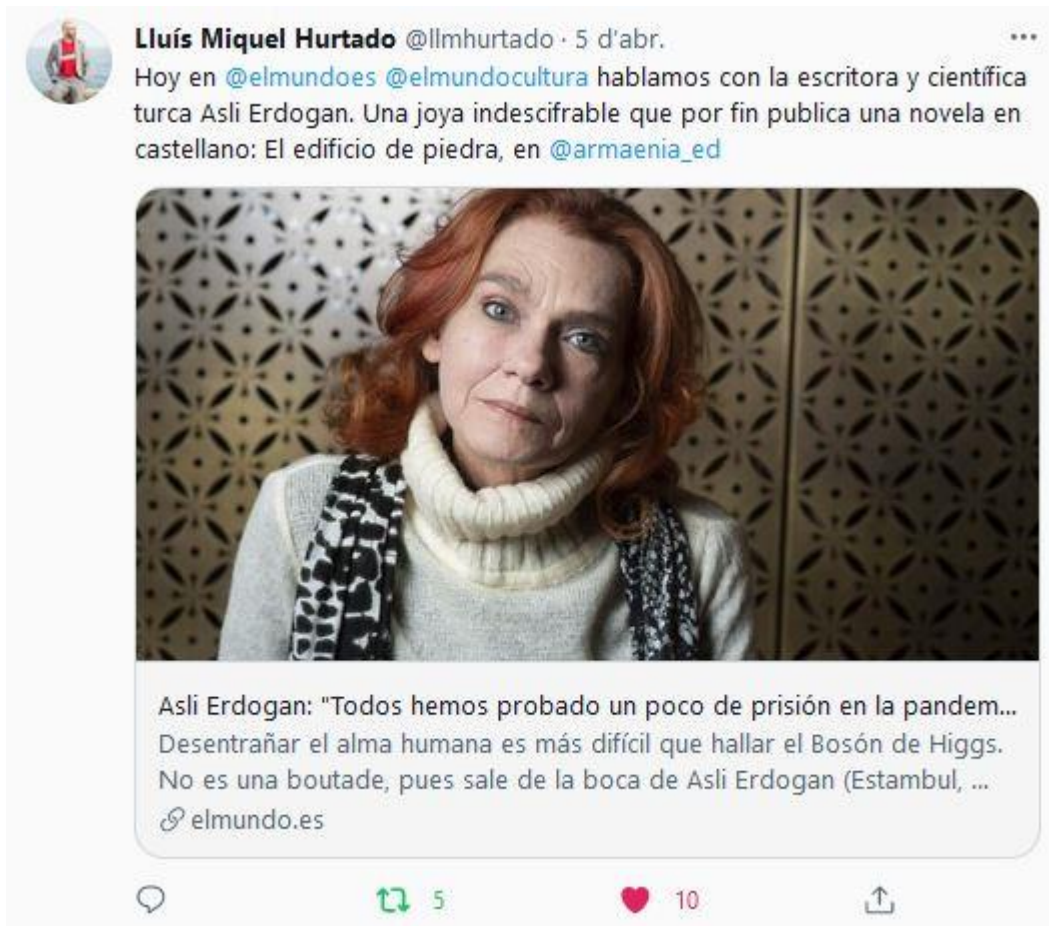 Lluís Miquel Hurtado @llmhurtado · 5 d'abr.
Hoy en @elmundoes @elmundocultura hablamos con la escritora y científica
turca Asli Erdogan. Una joya indescifrable que por fin publica una novela en
castellano: El edificio de piedra, en @armaenia_ed
Asli Erdogan: "Todos hemos probado un poco de prisión en la pandem...
Desentrañar el alma humana es más difícil que hallar el Bosón de Higgs.
No es una boutade, pues sale de la boca de Asli Erdogan (Estambul, ...
elmundo.es
5 10